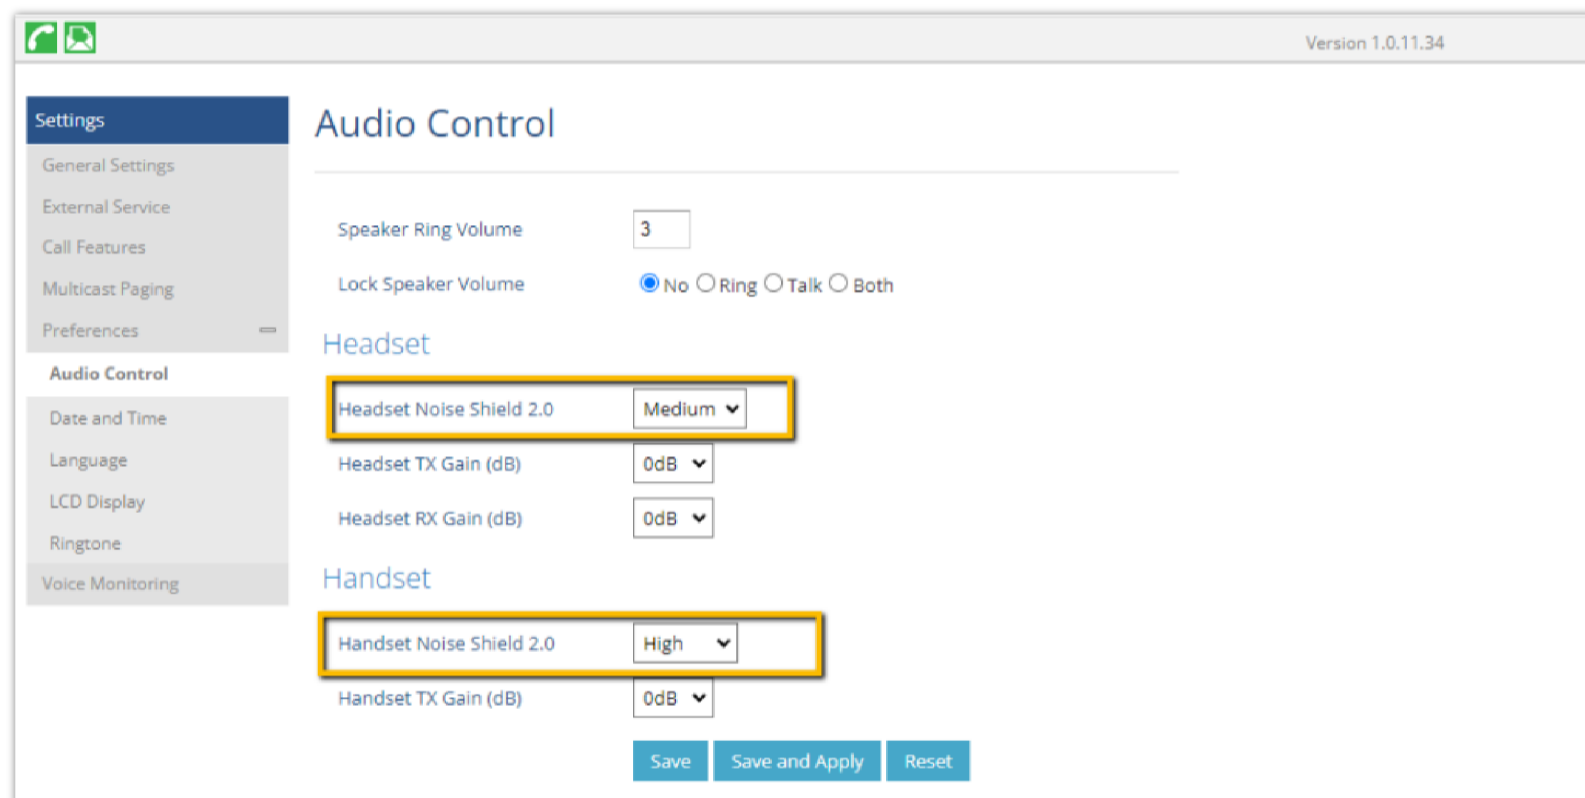 Version 1.0.11.34
Settings
General Settings
External Service
Call Features
Multicast Paging
Preferences
Audio Control
Date and Time
Language
LCD Display
Ringtone
Voice Monitoring
Audio Control
Speaker Ring Volume 3
Lock Speaker Volume No Ring Talk Both
Headset
Headset Noise Shield 2.0 Medium
Headset TX Gain (dB) 0dB
Headset RX Gain (dB) 0dB
Handset
Handset Noise Shield 2.0 High
Handset TX Gain (dB) 0dB
Save Save and Apply Reset